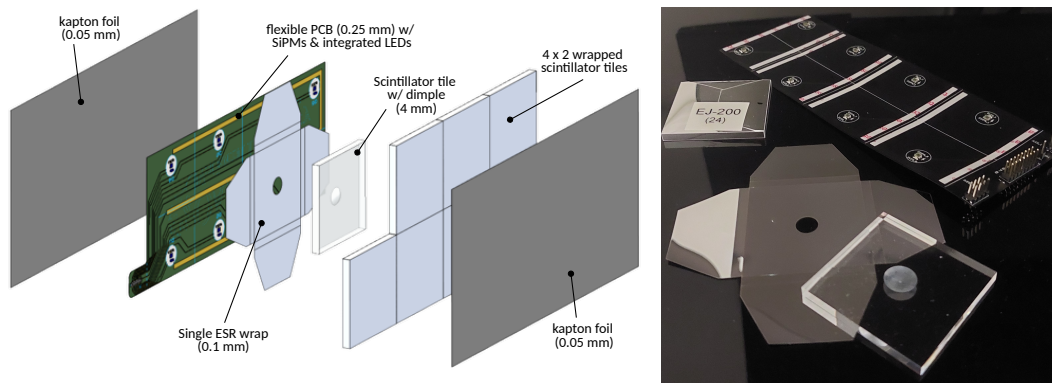 kapton foil
(0.05 mm)
flexible PCB (0.25 mm) w/
SiPMs & integrated LEDs
Scintillator tile
w/ dimple
(4 mm)
4 x 2 wrapped
scintillator tiles
Single ESR wrap
(0.1 mm)
kapton foil
(0.05 mm)
EJ-200
(24)